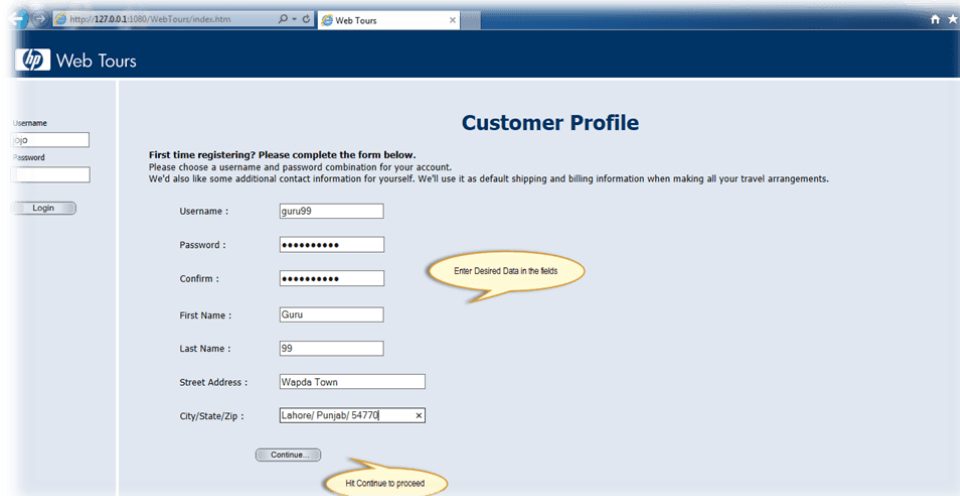 http://127.0.0.1:1080/WebTours/index.htm
Web Tours
hp Web Tours
Username
jojo
Password
Login
Customer Profile
First time registering? Please complete the form below.
Please choose a username and password combination for your account.
We'd also like some additional contact information for yourself. We'll use it as default shipping and billing information when making all your travel arrangements.
Username : guru99
Password : ••••••••••
Confirm : ••••••••••
Enter Desired Data in the fields
First Name : Guru
Last Name : 99
Street Address : Wapda Town
City/State/Zip : Lahore/ Punjab/ 54770
Continue...
Hit Continue to proceed